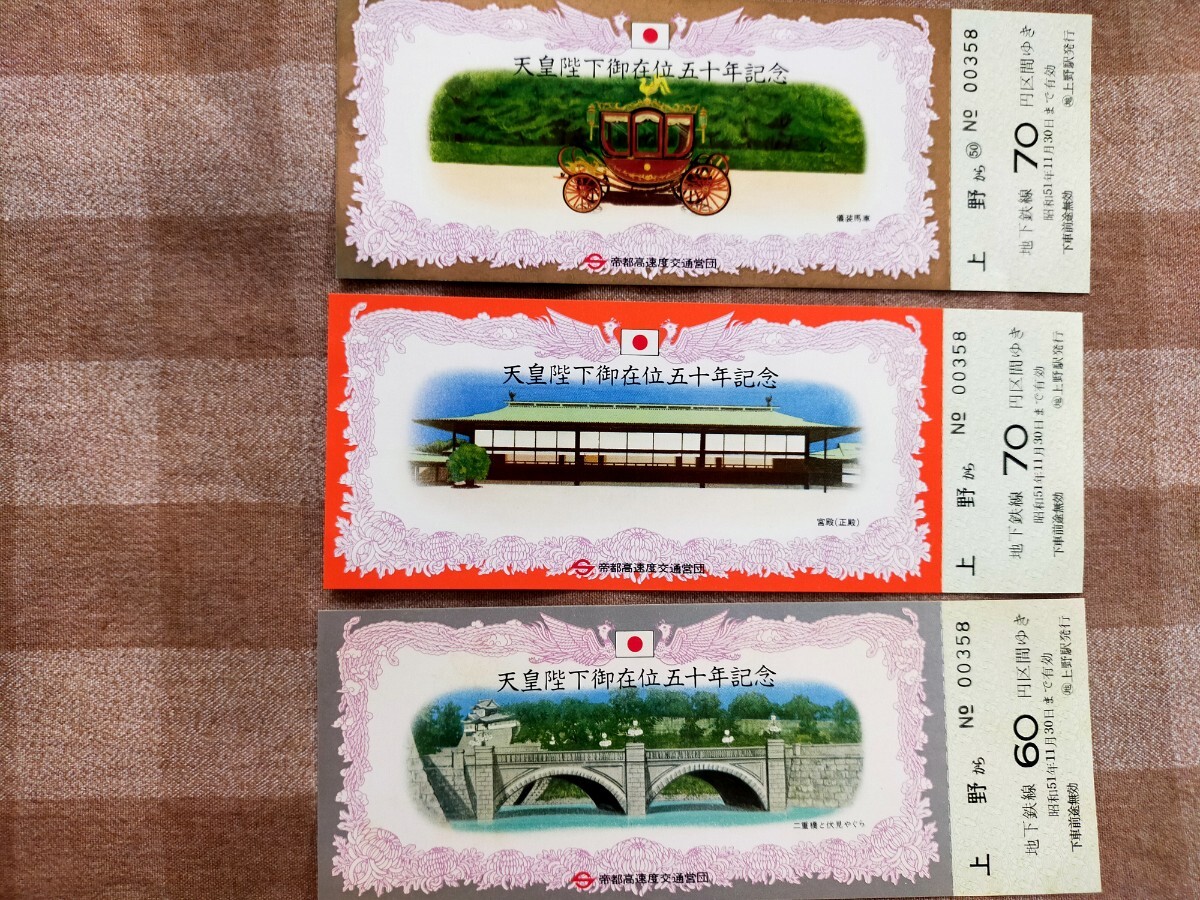 天皇陛下御在位五十年記念
儀装馬車
帝都高速度交通営団
上野から ㊿ № 00358
地下鉄線 70 円区間ゆき
昭和51年11月30日まで有効
下車前途無効 ㊞上野駅発行
天皇陛下御在位五十年記念
宮殿(正殿)
帝都高速度交通営団
上野から № 00358
地下鉄線 70 円区間ゆき
昭和51年11月30日まで有効
下車前途無効 上野駅発行
天皇陛下御在位五十年記念
二重橋と伏見やぐら
帝都高速度交通営団
上野から № 00358
地下鉄線 60 円区間ゆき
昭和51年11月30日まで有効
下車前途無効 上野駅発行